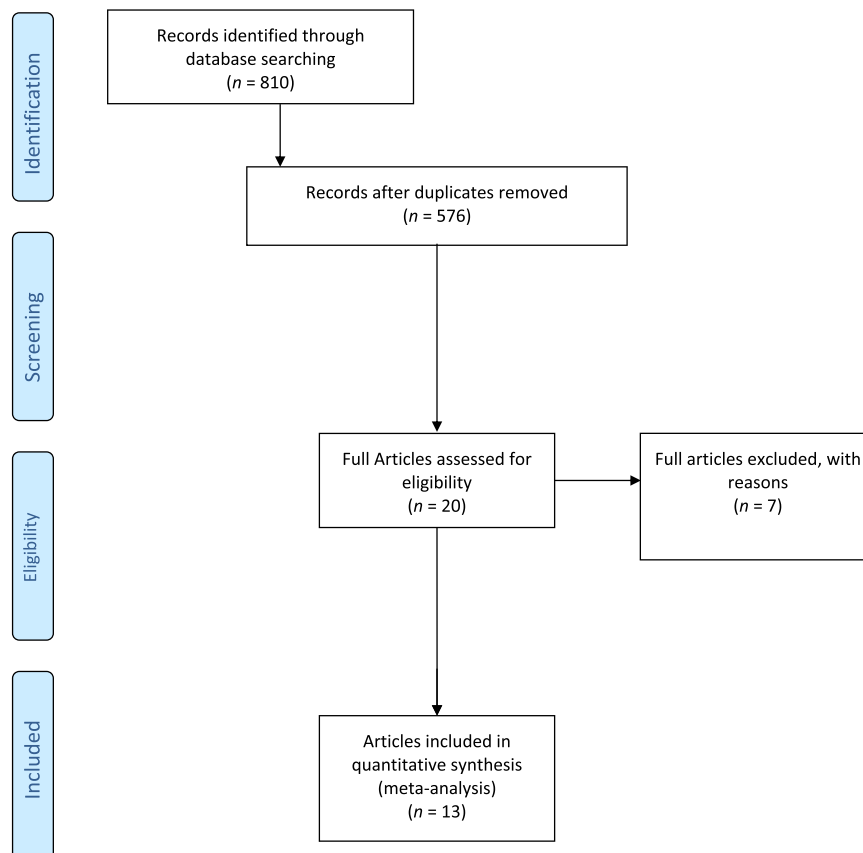 Identification
Records identified through
database searching
(n = 810)
Records after duplicates removed
(n = 576)
Screening
Eligibility
Full Articles assessed for
eligibility
(n = 20)
Full articles excluded, with
reasons
(n = 7)
Included
Articles included in
quantitative synthesis
(meta-analysis)
(n = 13)